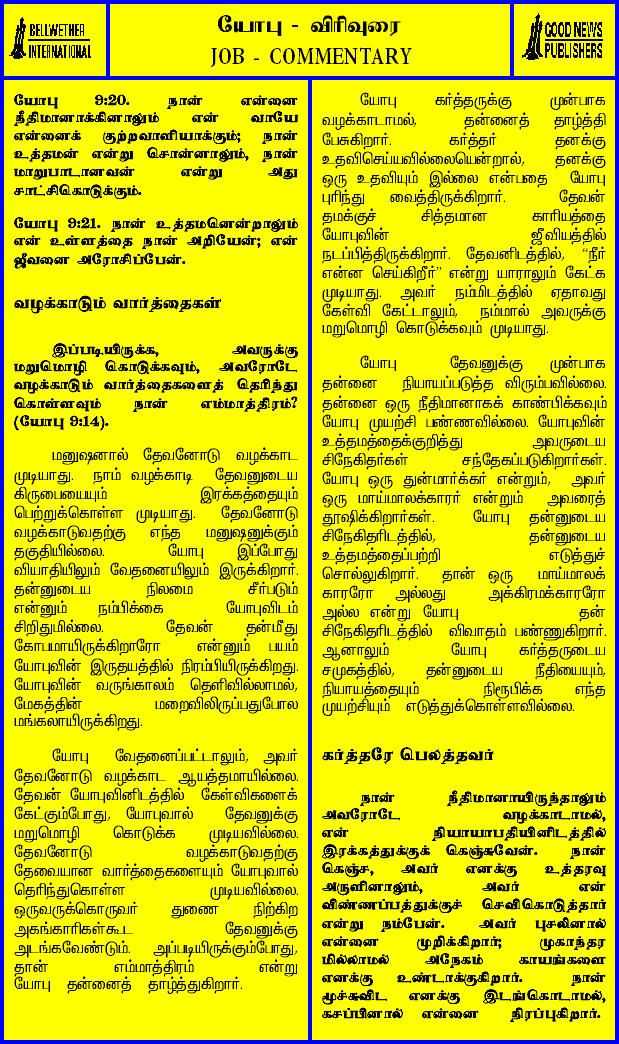 BELLWETHER
INTERNATIONAL
யோபு - விரிவுரை
JOB - COMMENTARY
GOOD NEWS
PUBLISHERS
யோபு 9:20. நான் என்னை
நீதிமானாக்கினாலும் என் வாயே
என்னைக் குற்றவாளியாக்கும்; நான்
உத்தமன் என்று சொன்னாலும், நான்
மாறுபாடானவன் என்று அது
சாட்சிகொடுக்கும்.
யோபு 9:21. நான் உத்தமனென்றாலும்
என் உள்ளத்தை நான் அறியேன்; என்
ஜீவனை அரோசிப்பேன்.
வழக்காடும் வார்த்தைகள்
இப்படியிருக்க, அவருக்கு
மறுமொழி கொடுக்கவும், அவரோடே
வழக்காடும் வார்த்தைகளைத் தெரிந்து
கொள்ளவும் நான் எம்மாத்திரம்?
(யோபு 9:14).
மனுஷனால் தேவனோடு வழக்காட
முடியாது. நாம் வழக்காடி தேவனுடைய
கிருபையையும் இரக்கத்தையும்
பெற்றுக்கொள்ள முடியாது. தேவனோடு
வழக்காடுவதற்கு எந்த மனுஷனுக்கும்
தகுதியில்லை. யோபு இப்போது
வியாதியிலும் வேதனையிலும் இருக்கிறார்.
தன்னுடைய நிலமை சீர்படும்
என்னும் நம்பிக்கை யோபுவிடம்
சிறிதுமில்லை. தேவன் தன்மீது
கோபமாயிருக்கிறாரோ என்னும் பயம்
யோபுவின் இருதயத்தில் நிரம்பியிருக்கிறது.
யோபுவின் வருங்காலம் தெளிவில்லாமல்,
மேகத்தின் மறைவிலிருப்பதுபோல
மங்கலாயிருக்கிறது.
யோபு வேதனைப்பட்டாலும், அவர்
தேவனோடு வழக்காட ஆயத்தமாயில்லை.
தேவன் யோபுவினிடத்தில் கேள்விகளைக்
கேட்கும்போது, யோபுவால் தேவனுக்கு
மறுமொழி கொடுக்க முடியவில்லை.
தேவனோடு வழக்காடுவதற்கு
தேவையான வார்த்தைகளையும் யோபுவால்
தெரிந்துகொள்ள முடியவில்லை.
ஒருவருக்கொருவர் துணை நிற்கிற
அகங்காரிகள்கூட தேவனுக்கு
அடங்கவேண்டும். அப்படியிருக்கும்போது,
தான் எம்மாத்திரம் என்று
யோபு தன்னைத் தாழ்த்துகிறார்.
யோபு கர்த்தருக்கு முன்பாக
வழக்காடாமல், தன்னைத் தாழ்த்தி
பேசுகிறார். கர்த்தர் தனக்கு
உதவிசெய்யவில்லையென்றால், தனக்கு
ஒரு உதவியும் இல்லை என்பதை யோபு
புரிந்து வைத்திருக்கிறார். தேவன்
தமக்குச் சித்தமான காரியத்தை
யோபுவின் ஜீவியத்தில்
நடப்பித்திருக்கிறார். தேவனிடத்தில், “நீர்
என்ன செய்கிறீர்” என்று யாராலும் கேட்க
முடியாது. அவர் நம்மிடத்தில் ஏதாவது
கேள்வி கேட்டாலும், நம்மால் அவருக்கு
மறுமொழி கொடுக்கவும் முடியாது.
யோபு தேவனுக்கு முன்பாக
தன்னை நியாயப்படுத்த விரும்பவில்லை.
தன்னை ஒரு நீதிமானாகக் காண்பிக்கவும்
யோபு முயற்சி பண்ணவில்லை. யோபுவின்
உத்தமத்தைக்குறித்து அவருடைய
சிநேகிதர்கள் சந்தேகப்படுகிறார்கள்.
யோபு ஒரு துன்மார்க்கர் என்றும், அவர்
ஒரு மாய்மாலக்காரர் என்றும் அவரைத்
தூஷிக்கிறார்கள். யோபு தன்னுடைய
சிநேகிதரிடத்தில், தன்னுடைய
உத்தமத்தைப்பற்றி எடுத்துச்
சொல்லுகிறார். தான் ஒரு மாய்மாலக்
காரரோ அல்லது அக்கிரமக்காரரோ
அல்ல என்று யோபு தன்
சிநேகிதரிடத்தில் விவாதம் பண்ணுகிறார்.
ஆனாலும் யோபு கர்த்தருடைய
சமுகத்தில், தன்னுடைய நீதியையும்,
நியாயத்தையும் நிரூபிக்க எந்த
முயற்சியும் எடுத்துக்கொள்ளவில்லை.
கர்த்தரே பெலத்தவர்
நான் நீதிமானாயிருந்தாலும்
அவரோடே வழக்காடாமல்,
என் நியாயாதிபதியினிடத்தில்
இரக்கத்துக்குக் கெஞ்சுவேன். நான்
கெஞ்ச, அவர் எனக்கு உத்தரவு
அருளினாலும், அவர் என்
விண்ணப்பத்துக்குச் செவிகொடுத்தார்
என்று நம்பேன். அவர் புசலினால்
என்னை முறிக்கிறார்; முகாந்தர
மில்லாமல் அநேகம் காயங்களை
எனக்கு உண்டாக்குகிறார். நான்
மூச்சுவிட எனக்கு இடங்கொடாமல்,
கசப்பினால் என்னை நிரப்புகிறார்.